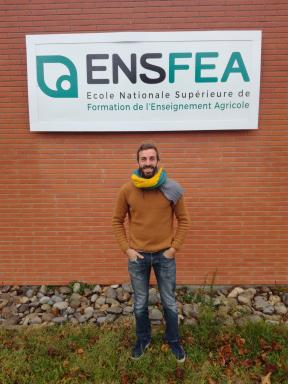 ENSFEA
Ecole Nationale Supérieure de
Formation de l'Enseignement Agricole